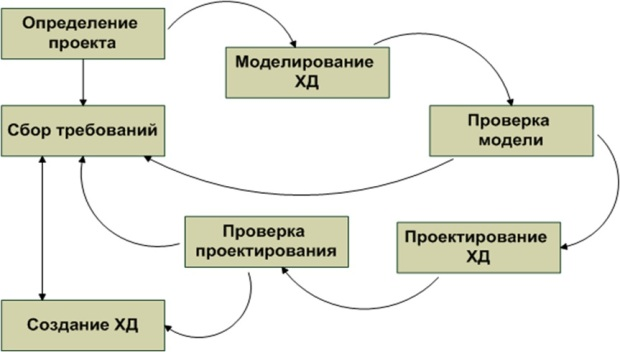 Определение
проекта
Моделирование
ХД
Сбор требований
Проверка
модели
Проверка
проектирования
Проектирование
ХД
Создание ХД